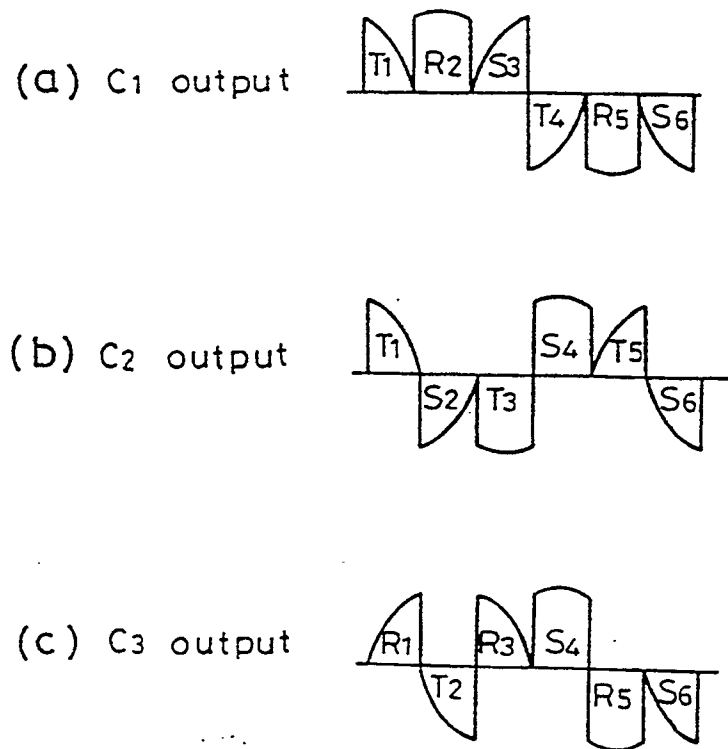 (a) C1 output T1 R2 S3
T4 R5 S6
(b) C2 output T1 S4 T5
S2 T3 S6
(c) C3 output R1 R3 S4
T2 R5 S6